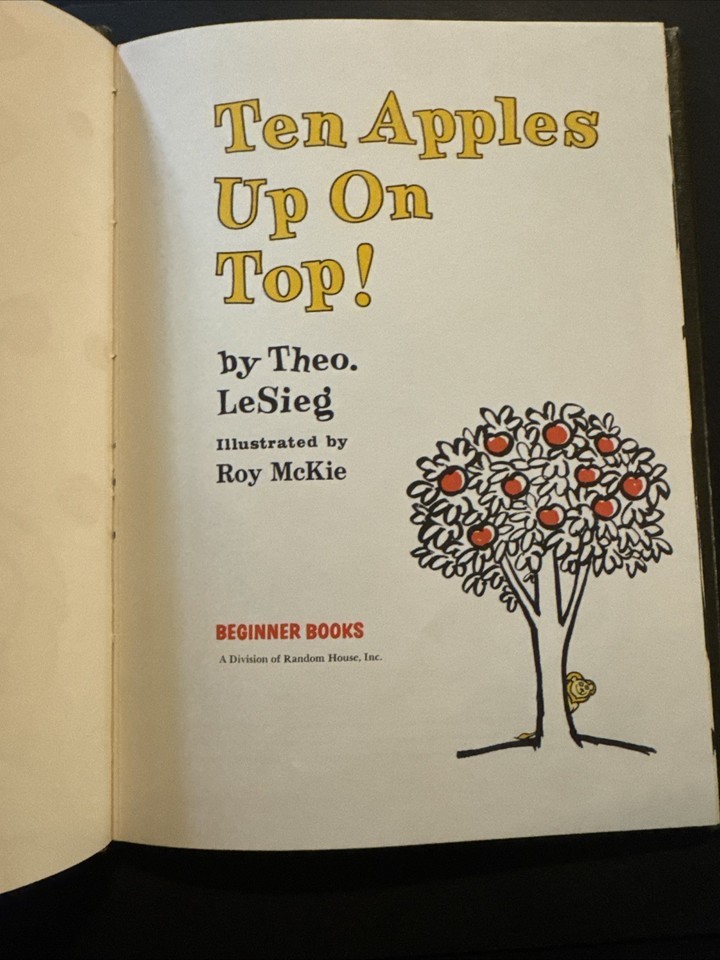 Ten Apples
Up On
Top!
by Theo.
LeSieg
Illustrated by
Roy McKie
BEGINNER BOOKS
A Division of Random House, Inc.